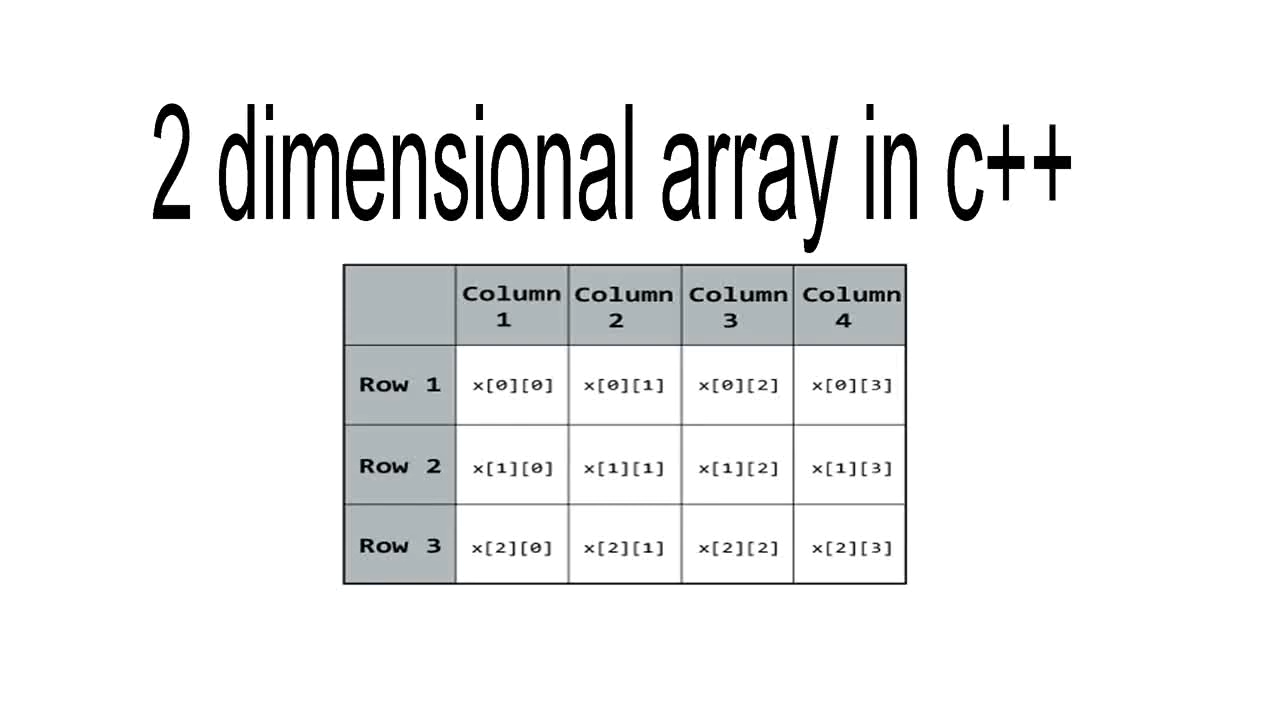 2 dimensional array in c++
Column 1 Column 2 Column 3 Column 4
Row 1 x[0][0] x[0][1] x[0][2] x[0][3]
Row 2 x[1][0] x[1][1] x[1][2] x[1][3]
Row 3 x[2][0] x[2][1] x[2][2] x[2][3]